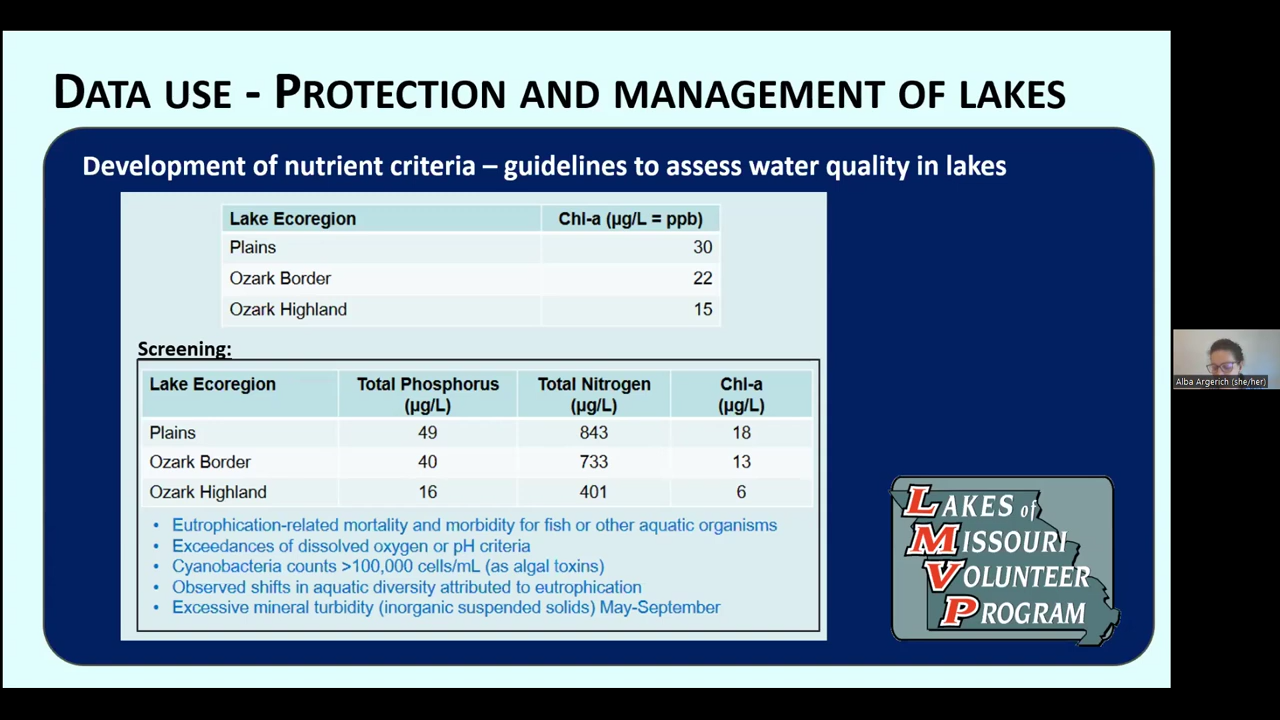 DATA USE - PROTECTION AND MANAGEMENT OF LAKES
Development of nutrient criteria – guidelines to assess water quality in lakes
Lake Ecoregion Chl-a (µg/L = ppb)
Plains 30
Ozark Border 22
Ozark Highland 15
Screening:
Lake Ecoregion Total Phosphorus (µg/L) Total Nitrogen (µg/L) Chl-a (µg/L)
Plains 49 843 18
Ozark Border 40 733 13
Ozark Highland 16 401 6
• Eutrophication-related mortality and morbidity for fish or other aquatic organisms
• Exceedances of dissolved oxygen or pH criteria
• Cyanobacteria counts >100,000 cells/mL (as algal toxins)
• Observed shifts in aquatic diversity attributed to eutrophication
• Excessive mineral turbidity (inorganic suspended solids) May-September
LAKES of
MISSOURI
VOLUNTEER
PROGRAM
Alba Argerich (she/her)